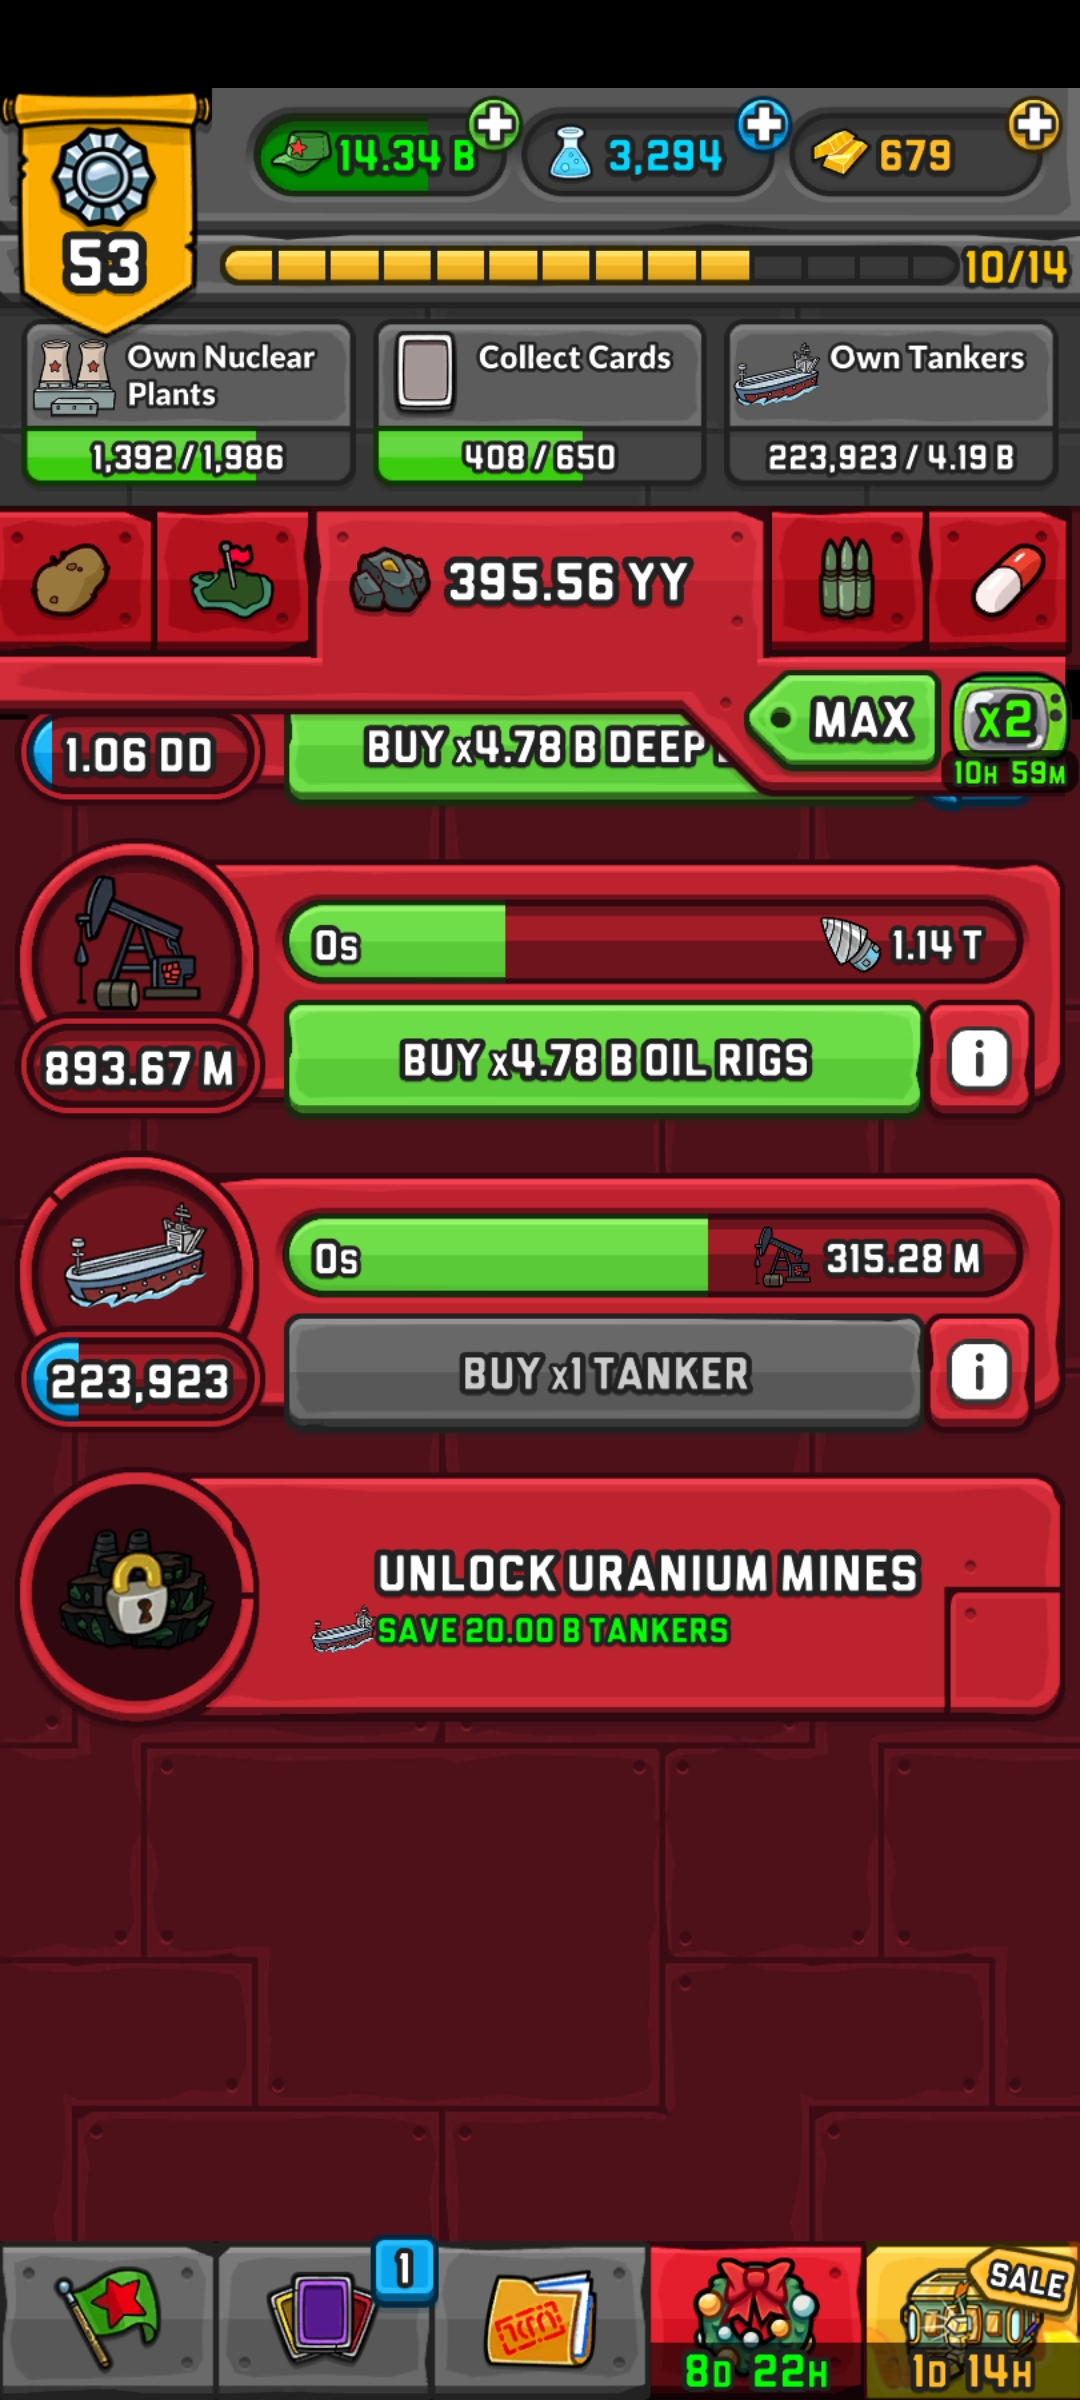 14.34 B
3,294
679
53
10/14
Own Nuclear
Plants
Collect Cards
Own Tankers
1,392/1,986
408/650
223,923/4.19 B
395.56 YY
MAX
x2
10H 59M
1.06 DD
BUY x4.78 B DEEP
0s
1.14 T
893.67 M
BUY x4.78 B OIL RIGS
i
0s
315.28 M
223,923
BUY x1 TANKER
i
UNLOCK URANIUM MINES
SAVE 20.00 B TANKERS
1
SALE
8D 22H
1D 14H